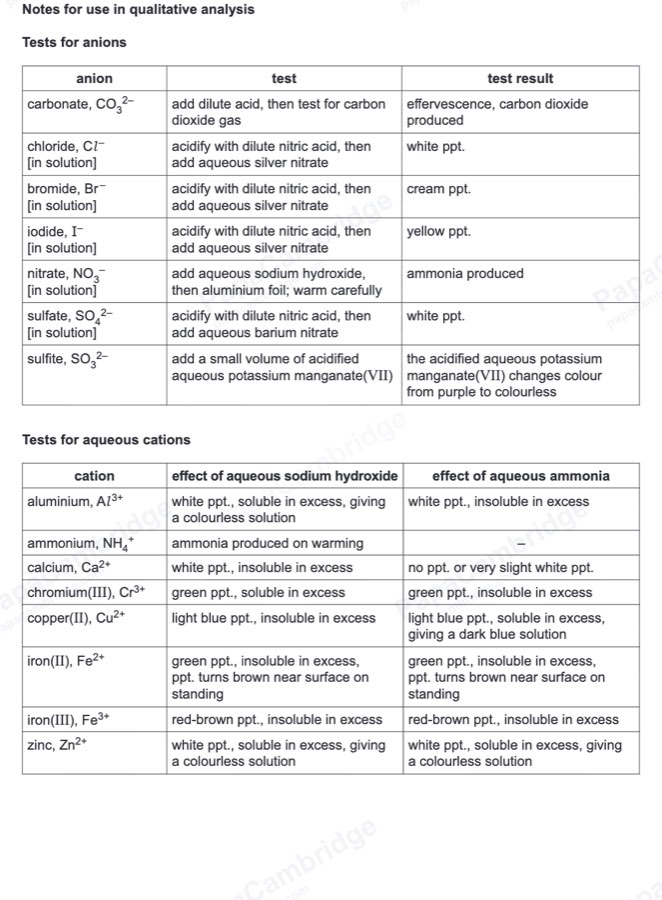 Notes for use in qualitative analysis
Tests for anions
anion test test result
carbonate, CO₃²⁻ add dilute acid, then test for carbon effervescence, carbon dioxide
dioxide gas produced
chloride, Cl⁻ acidify with dilute nitric acid, then white ppt.
[in solution] add aqueous silver nitrate
bromide, Br⁻ acidify with dilute nitric acid, then cream ppt.
[in solution] add aqueous silver nitrate
iodide, I⁻ acidify with dilute nitric acid, then yellow ppt.
[in solution] add aqueous silver nitrate
nitrate, NO₃⁻ add aqueous sodium hydroxide, ammonia produced
[in solution] then aluminium foil; warm carefully
sulfate, SO₄²⁻ acidify with dilute nitric acid, then white ppt.
[in solution] add aqueous barium nitrate
sulfite, SO₃²⁻ add a small volume of acidified the acidified aqueous potassium
aqueous potassium manganate(VII) manganate(VII) changes colour
from purple to colourless
Tests for aqueous cations
cation effect of aqueous sodium hydroxide effect of aqueous ammonia
aluminium, Al³⁺ white ppt., soluble in excess, giving white ppt., insoluble in excess
a colourless solution
ammonium, NH₄⁺ ammonia produced on warming –
calcium, Ca²⁺ white ppt., insoluble in excess no ppt. or very slight white ppt.
chromium(III), Cr³⁺ green ppt., soluble in excess green ppt., insoluble in excess
copper(II), Cu²⁺ light blue ppt., insoluble in excess light blue ppt., soluble in excess,
giving a dark blue solution
iron(II), Fe²⁺ green ppt., insoluble in excess, green ppt., insoluble in excess,
ppt. turns brown near surface on ppt. turns brown near surface on
standing standing
iron(III), Fe³⁺ red-brown ppt., insoluble in excess red-brown ppt., insoluble in excess
zinc, Zn²⁺ white ppt., soluble in excess, giving white ppt., soluble in excess, giving
a colourless solution a colourless solution